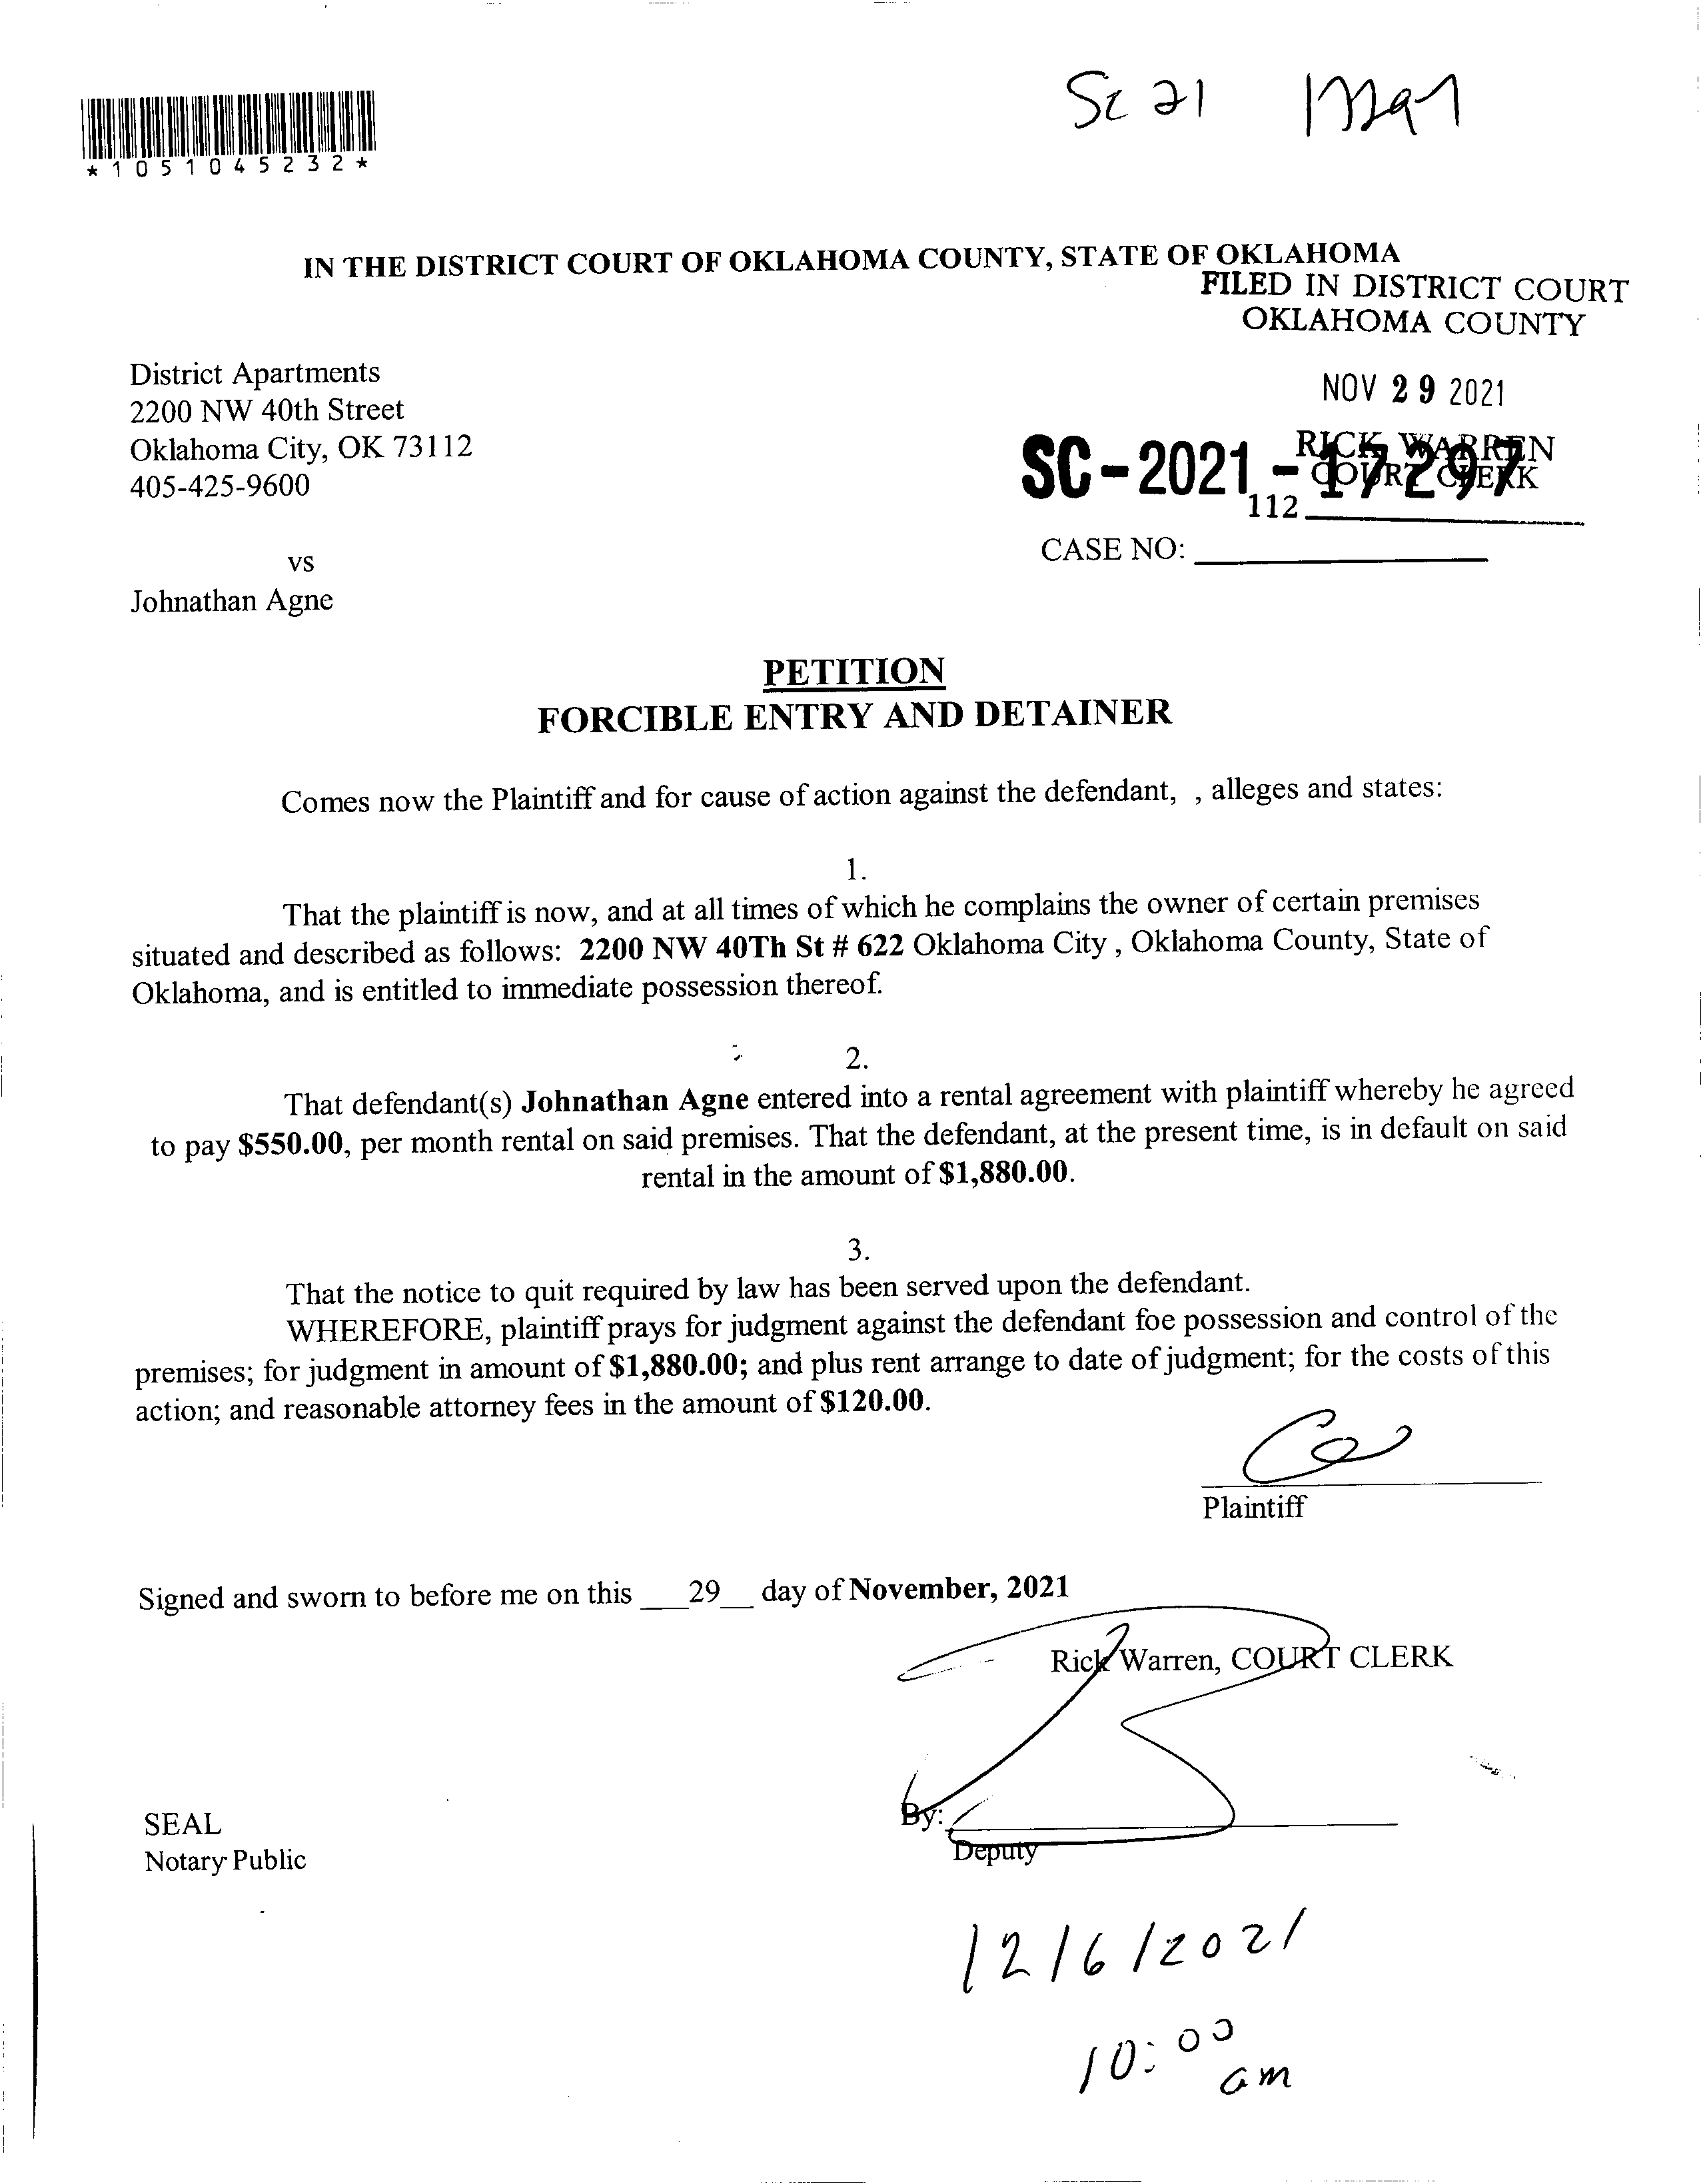 Sc 21
*1051045232*
IN THE DISTRICT COURT OF OKLAHOMA COUNTY, STATE OF OKLAHOMA
FILED IN DISTRICT COURT
OKLAHOMA COUNTY
District Apartments
2200 NW 40th Street
Oklahoma City, OK 73112
405-425-9600
NOV 29 2021
RICK WARREN
COURT CLERK
SC-2021-17297
112
CASE NO:
vs
Johnathan Agne
PETITION
FORCIBLE ENTRY AND DETAINER
Comes now the Plaintiff and for cause of action against the defendant, , alleges and states:
1.
That the plaintiff is now, and at all times of which he complains the owner of certain premises
situated and described as follows: 2200 NW 40Th St # 622 Oklahoma City , Oklahoma County, State of
Oklahoma, and is entitled to immediate possession thereof.
2.
That defendant(s) Johnathan Agne entered into a rental agreement with plaintiff whereby he agreed
to pay $550.00, per month rental on said premises. That the defendant, at the present time, is in default on said
rental in the amount of $1,880.00.
3.
That the notice to quit required by law has been served upon the defendant.
WHEREFORE, plaintiff prays for judgment against the defendant foe possession and control of the
premises; for judgment in amount of $1,880.00; and plus rent arrange to date of judgment; for the costs of this
action; and reasonable attorney fees in the amount of $120.00.
Plaintiff
Signed and sworn to before me on this ___29__ day of November, 2021
Rick Warren, COURT CLERK
SEAL
Notary Public
By:
Deputy
12/6/2021
10:00
am